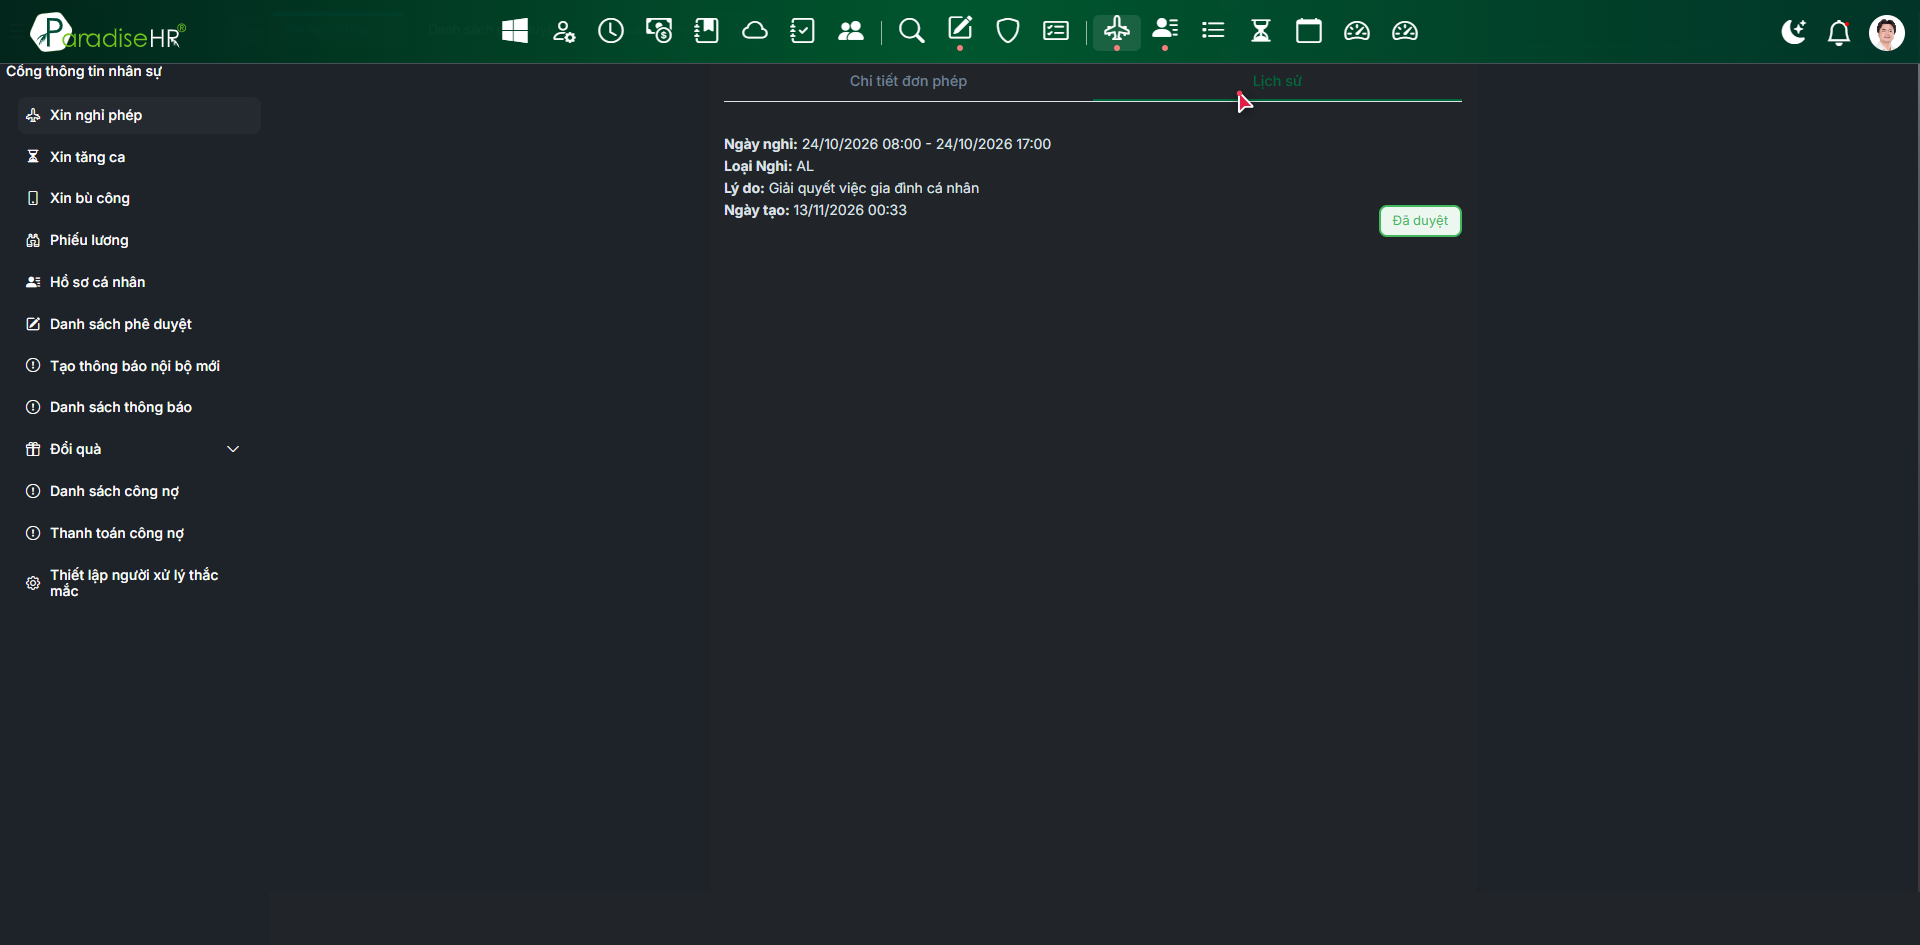 ParadiseHR®
Cổng thông tin nhân sự
Xin nghỉ phép
Xin tăng ca
Xin bù công
Phiếu lương
Hồ sơ cá nhân
Danh sách phê duyệt
Tạo thông báo nội bộ mới
Danh sách thông báo
Đổi quà
Danh sách công nợ
Thanh toán công nợ
Thiết lập người xử lý thắc
mắc
Chi tiết đơn phép
Lịch sử
Ngày nghỉ: 24/10/2026 08:00 - 24/10/2026 17:00
Loại Nghỉ: AL
Lý do: Giải quyết việc gia đình cá nhân
Ngày tạo: 13/11/2026 00:33
Đã duyệt